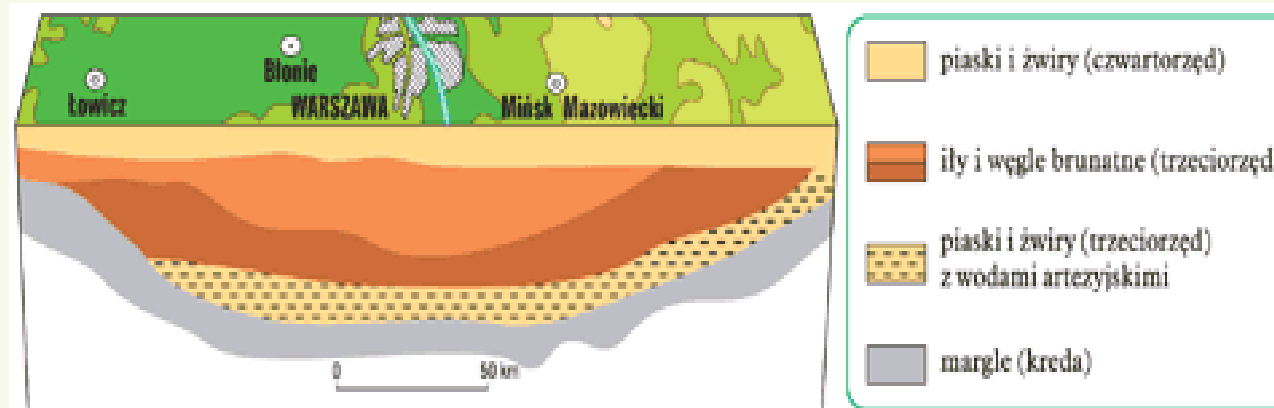 Błonie
Łowicz
WARSZAWA
Mińsk Mazowięcki
0 50 km
piaski i żwiry (czwartorzęd)
iły i węgle brunatne (trzeciorzęd
piaski i żwiry (trzeciorzęd)
z wodami artezyjskimi
margle (kreda)